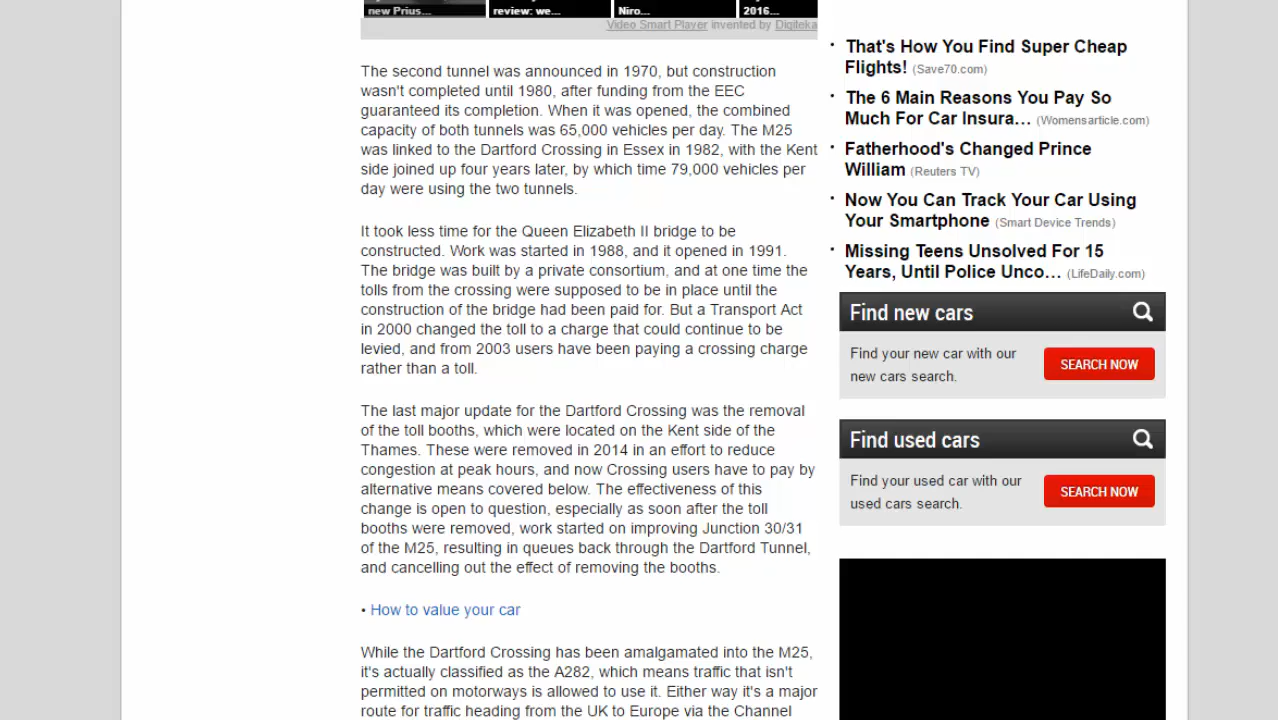 new Prius...
review: we...
Niro...
2016...
Video Smart Player invented by Digiteka
The second tunnel was announced in 1970, but construction
wasn't completed until 1980, after funding from the EEC
guaranteed its completion. When it was opened, the combined
capacity of both tunnels was 65,000 vehicles per day. The M25
was linked to the Dartford Crossing in Essex in 1982, with the Kent
side joined up four years later, by which time 79,000 vehicles per
day were using the two tunnels.
It took less time for the Queen Elizabeth II bridge to be
constructed. Work was started in 1988, and it opened in 1991.
The bridge was built by a private consortium, and at one time the
tolls from the crossing were supposed to be in place until the
construction of the bridge had been paid for. But a Transport Act
in 2000 changed the toll to a charge that could continue to be
levied, and from 2003 users have been paying a crossing charge
rather than a toll.
The last major update for the Dartford Crossing was the removal
of the toll booths, which were located on the Kent side of the
Thames. These were removed in 2014 in an effort to reduce
congestion at peak hours, and now Crossing users have to pay by
alternative means covered below. The effectiveness of this
change is open to question, especially as soon after the toll
booths were removed, work started on improving Junction 30/31
of the M25, resulting in queues back through the Dartford Tunnel,
and cancelling out the effect of removing the booths.
• How to value your car
While the Dartford Crossing has been amalgamated into the M25,
it's actually classified as the A282, which means traffic that isn't
permitted on motorways is allowed to use it. Either way it's a major
route for traffic heading from the UK to Europe via the Channel
• That's How You Find Super Cheap
Flights! (Save70.com)
• The 6 Main Reasons You Pay So
Much For Car Insura… (Womensarticle.com)
• Fatherhood's Changed Prince
William (Reuters TV)
• Now You Can Track Your Car Using
Your Smartphone (Smart Device Trends)
• Missing Teens Unsolved For 15
Years, Until Police Unco… (LifeDaily.com)
Find new cars
Find your new car with our
new cars search.
SEARCH NOW
Find used cars
Find your used car with our
used cars search.
SEARCH NOW